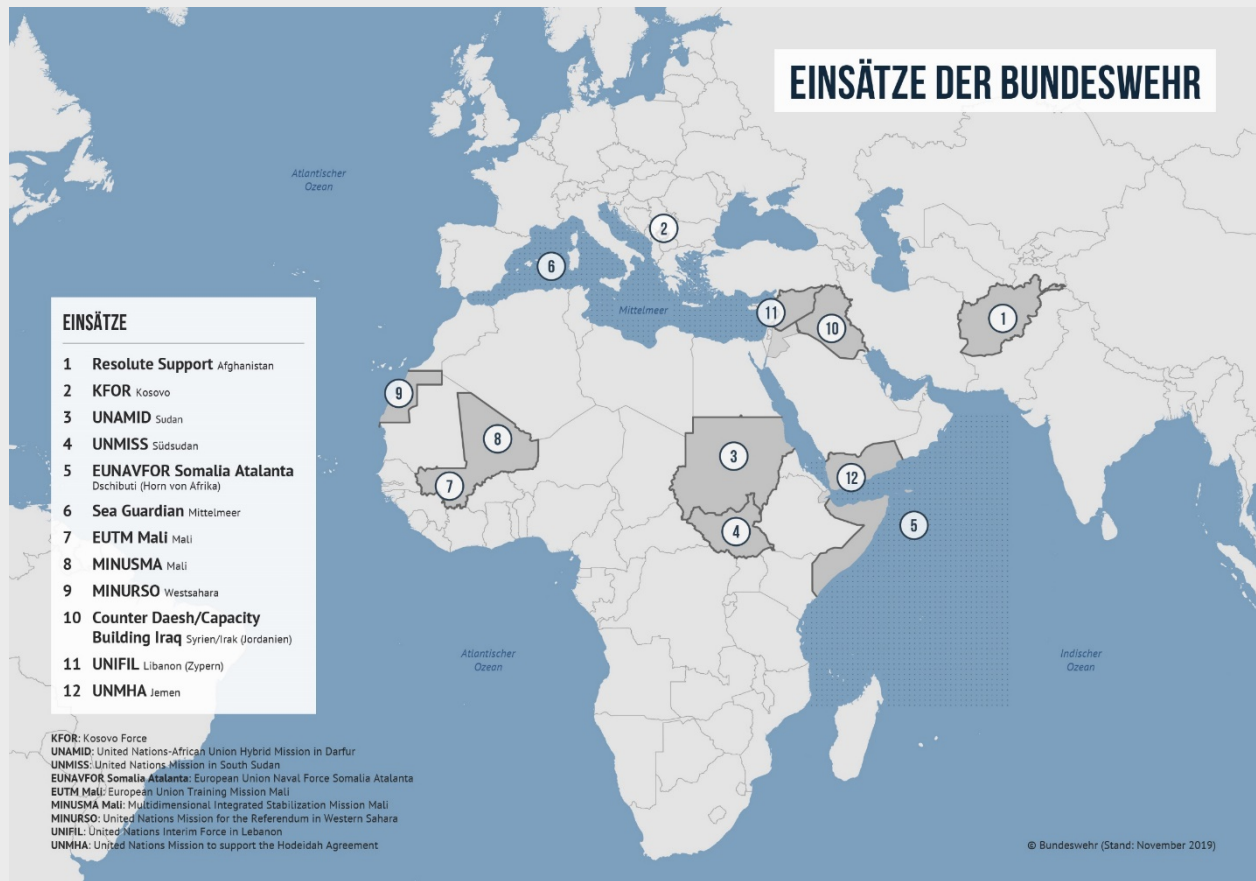 EINSÄTZE DER BUNDESWEHR
Atlantischer
Ozean
2
6
Mittelmeer
11
10
1
9
8
7
3
4
12
5
Atlantischer
Ozean
Indischer
Ozean
EINSÄTZE
1 Resolute Support Afghanistan
2 KFOR Kosovo
3 UNAMID Sudan
4 UNMISS Südsudan
5 EUNAVFOR Somalia Atalanta
Dschibuti (Horn von Afrika)
6 Sea Guardian Mittelmeer
7 EUTM Mali Mali
8 MINUSMA Mali
9 MINURSO Westsahara
10 Counter Daesh/Capacity
Building Iraq Syrien/Irak (Jordanien)
11 UNIFIL Libanon (Zypern)
12 UNMHA Jemen
KFOR: Kosovo Force
UNAMID: United Nations-African Union Hybrid Mission in Darfur
UNMISS: United Nations Mission in South Sudan
EUNAVFOR Somalia Atalanta: European Union Naval Force Somalia Atalanta
EUTM Mali: European Union Training Mission Mali
MINUSMA Mali: Multidimensional Integrated Stabilization Mission Mali
MINURSO: United Nations Mission for the Referendum in Western Sahara
UNIFIL: United Nations Interim Force in Lebanon
UNMHA: United Nations Mission to support the Hodeidah Agreement
© Bundeswehr (Stand: November 2019)